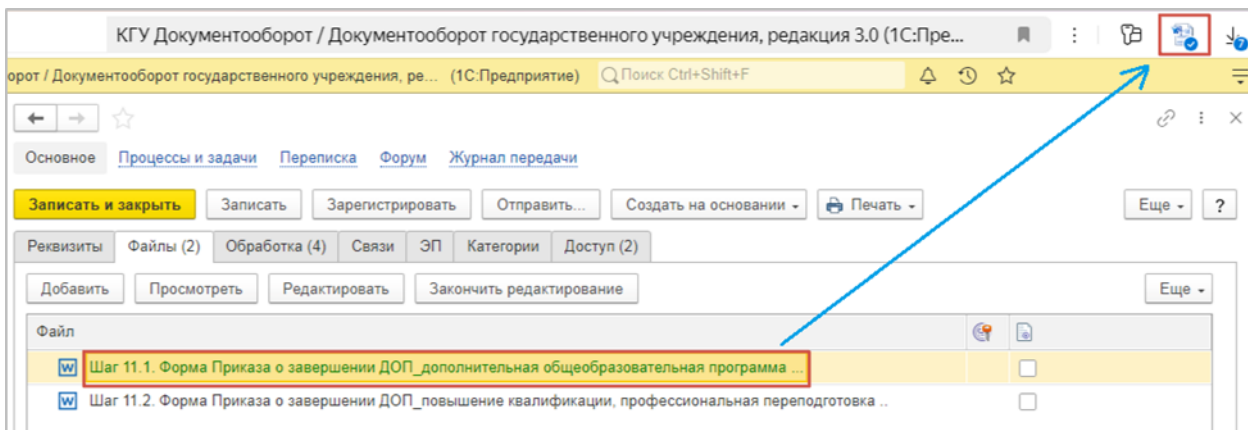 КГУ Документооборот / Документооборот государственного учреждения, редакция 3.0 (1С:Пре...
7
орот / Документооборот государственного учреждения, ре... (1С:Предприятие) Поиск Ctrl+Shift+F
Основное Процессы и задачи Переписка Форум Журнал передачи
Записать и закрыть Записать Зарегистрировать Отправить... Создать на основании Печать Еще ?
Реквизиты Файлы (2) Обработка (4) Связи ЭП Категории Доступ (2)
Добавить Просмотреть Редактировать Закончить редактирование Еще
Файл
W Шаг 11.1. Форма Приказа о завершении ДОП_дополнительная общеобразовательная программа ...
W Шаг 11.2. Форма Приказа о завершении ДОП_повышение квалификации, профессиональная переподготовка ..